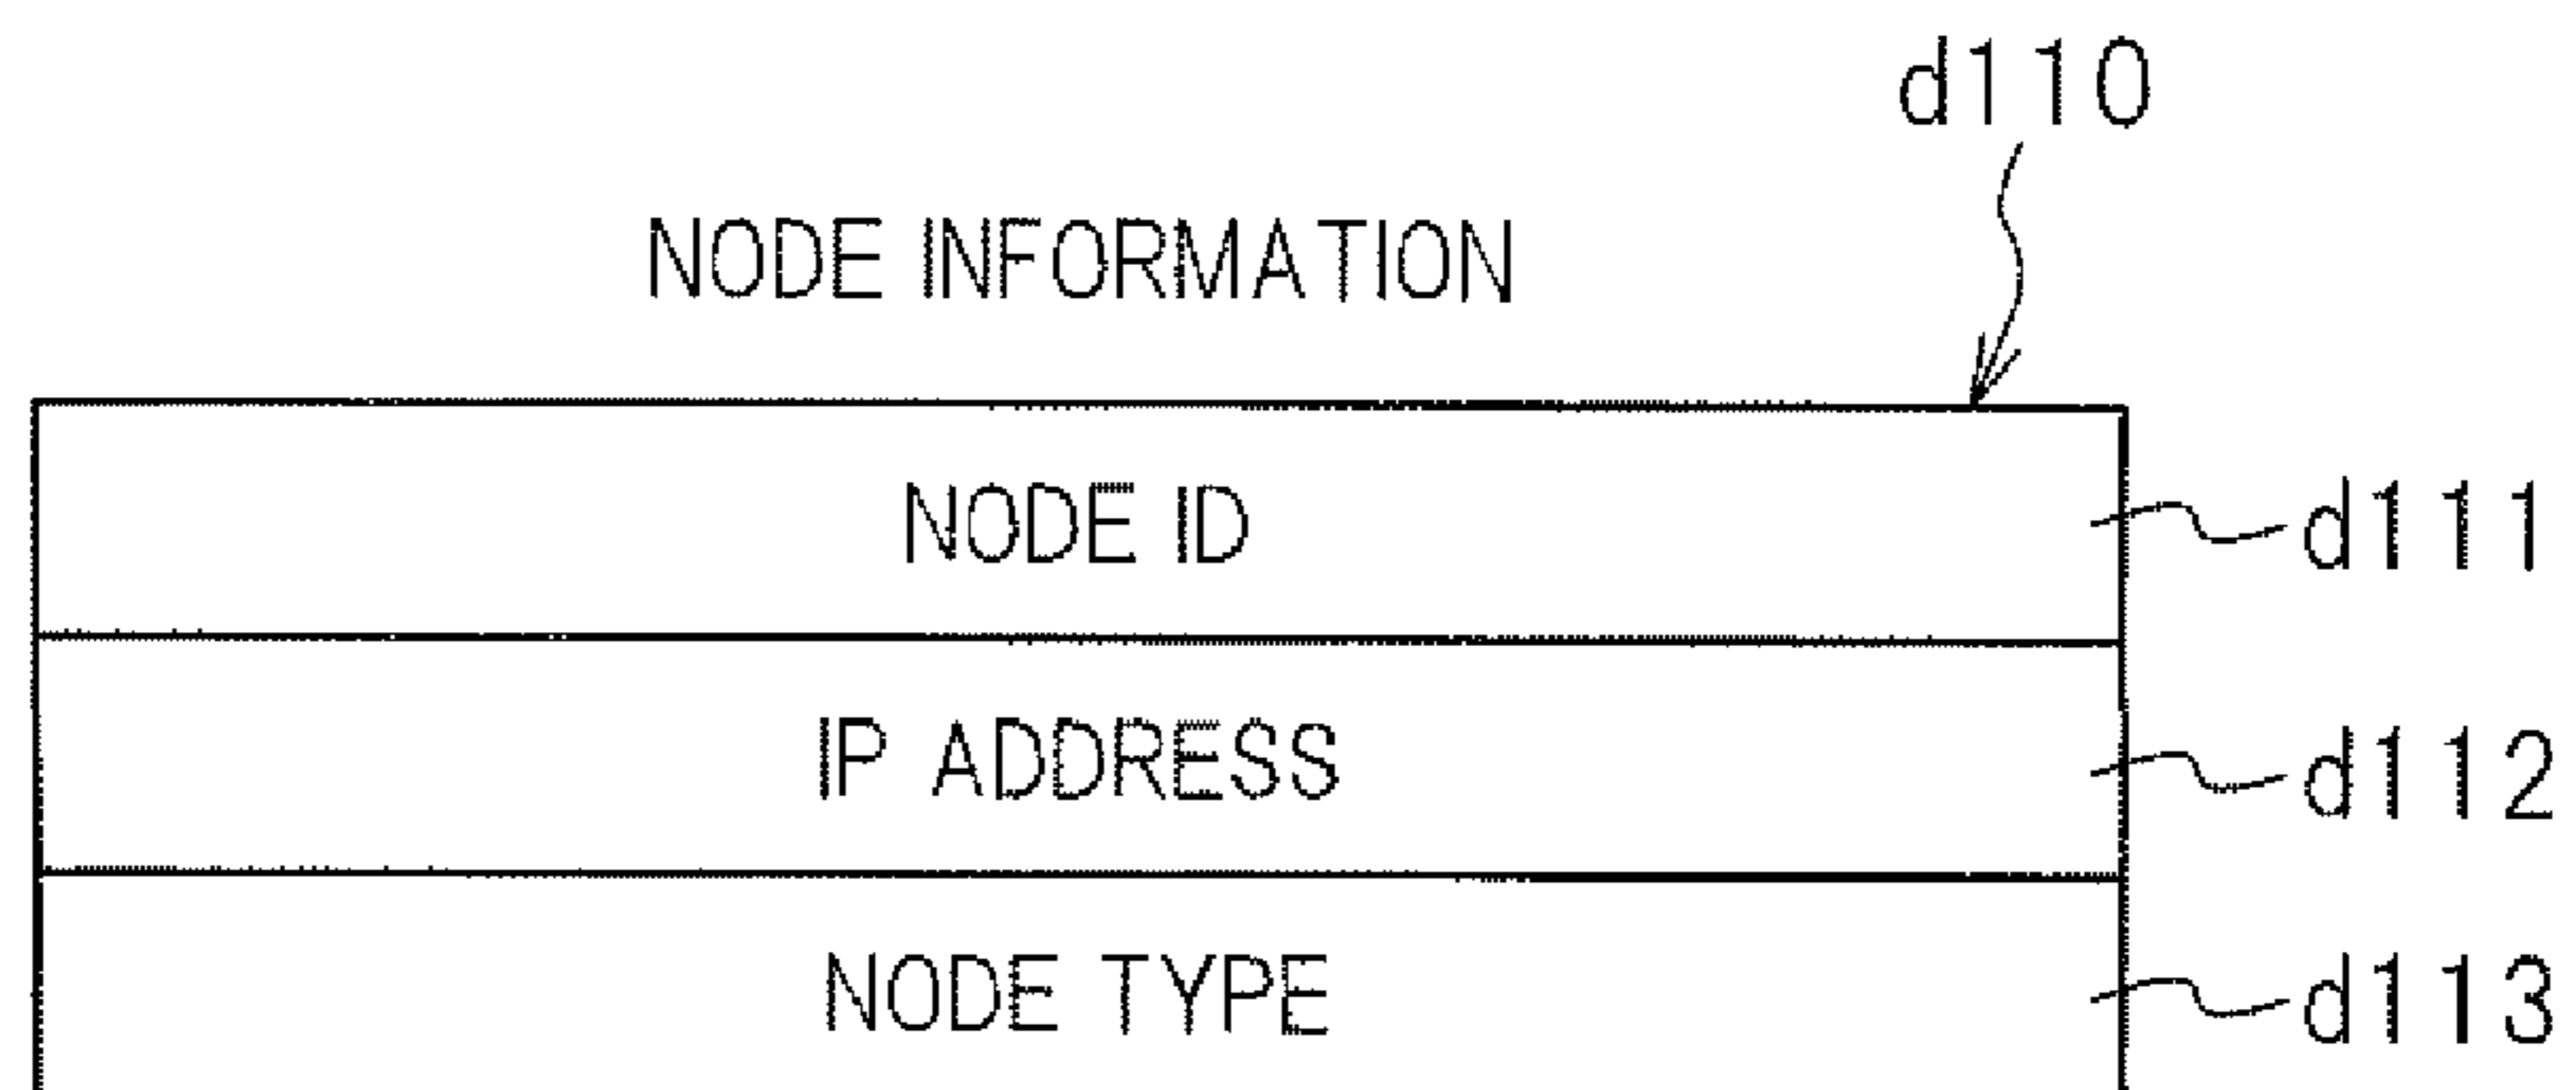 d110
NODE INFORMATION
NODE ID d111
IP ADDRESS d112
NODE TYPE d113